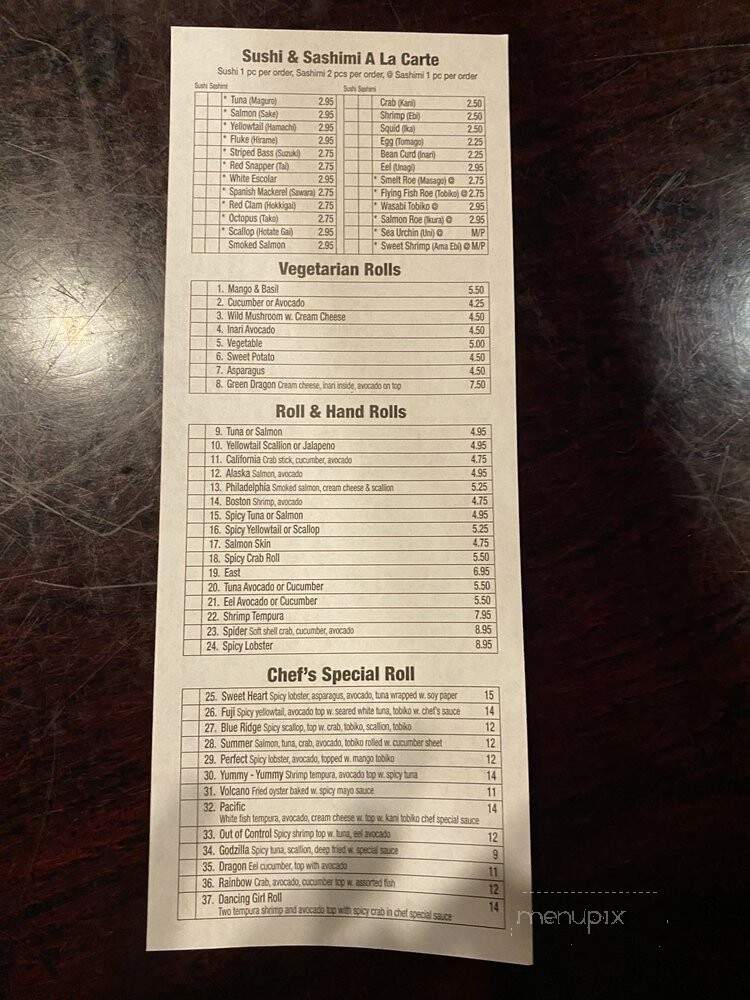 Sushi & Sashimi A La Carte
Sushi 1 pc per order, Sashimi 2 pcs per order, @ Sashimi 1 pc per order
Sushi Sashimi
* Tuna (Maguro) 2.95
* Salmon (Sake) 2.95
* Yellowtail (Hamachi) 2.95
* Fluke (Hirame) 2.95
* Striped Bass (Suzuki) 2.75
* Red Snapper (Tai) 2.75
* White Escolar 2.95
* Spanish Mackerel (Sawara) 2.75
* Red Clam (Hokkigai) 2.75
* Octopus (Tako) 2.75
* Scallop (Hotate Gai) 2.95
Smoked Salmon 2.95
Sushi Sashimi
Crab (Kani) 2.50
Shrimp (Ebi) 2.50
Squid (Ika) 2.50
Egg (Tomago) 2.25
Bean Curd (Inari) 2.25
Eel (Unagi) 2.95
* Smelt Roe (Masago) @ 2.75
* Flying Fish Roe (Tobiko) @ 2.75
* Wasabi Tobiko @ 2.95
* Salmon Roe (Ikura) @ 2.95
* Sea Urchin (Uni) @ M/P
* Sweet Shrimp (Ama Ebi) @ M/P
Vegetarian Rolls
1. Mango & Basil 5.50
2. Cucumber or Avocado 4.25
3. Wild Mushroom w. Cream Cheese 4.50
4. Inari Avocado 4.50
5. Vegetable 5.00
6. Sweet Potato 4.50
7. Asparagus 4.50
8. Green Dragon Cream cheese, inari inside, avocado on top 7.50
Roll & Hand Rolls
9. Tuna or Salmon 4.95
10. Yellowtail Scallion or Jalapeno 4.95
11. California Crab stick, cucumber, avocado 4.75
12. Alaska Salmon, avocado 4.95
13. Philadelphia Smoked salmon, cream cheese & scallion 5.25
14. Boston Shrimp, avocado 4.75
15. Spicy Tuna or Salmon 4.95
16. Spicy Yellowtail or Scallop 5.25
17. Salmon Skin 4.75
18. Spicy Crab Roll 5.50
19. East 6.95
20. Tuna Avocado or Cucumber 5.50
21. Eel Avocado or Cucumber 5.50
22. Shrimp Tempura 7.95
23. Spider Soft shell crab, cucumber, avocado 8.95
24. Spicy Lobster 8.95
Chef's Special Roll
25. Sweet Heart Spicy lobster, asparagus, avocado, tuna wrapped w. soy paper 15
26. Fuji Spicy yellowtail, avocado top w. seared white tuna, tobiko w. chef's sauce 14
27. Blue Ridge Spicy scallop, top w. crab, tobiko, scallion, tobiko 12
28. Summer Salmon, tuna, crab, avocado, tobiko rolled w. cucumber sheet 12
29. Perfect Spicy lobster, avocado, topped w. mango tobiko 12
30. Yummy - Yummy Shrimp tempura, avocado top w. spicy tuna 14
31. Volcano Fried oyster baked w. spicy mayo sauce 11
32. Pacific 14
White fish tempura, avocado, cream cheese w. top w. kani tobiko chef special sauce
33. Out of Control Spicy shrimp top w. tuna, eel avocado 12
34. Godzilla Spicy tuna, scallion, deep fried w. special sauce 9
35. Dragon Eel cucumber, top with avocado 11
36. Rainbow Crab, avocado, cucumber top w. assorted fish 12
37. Dancing Girl Roll 14
Two tempura shrimp and avocado top with spicy crab in chef special sauce
menupix